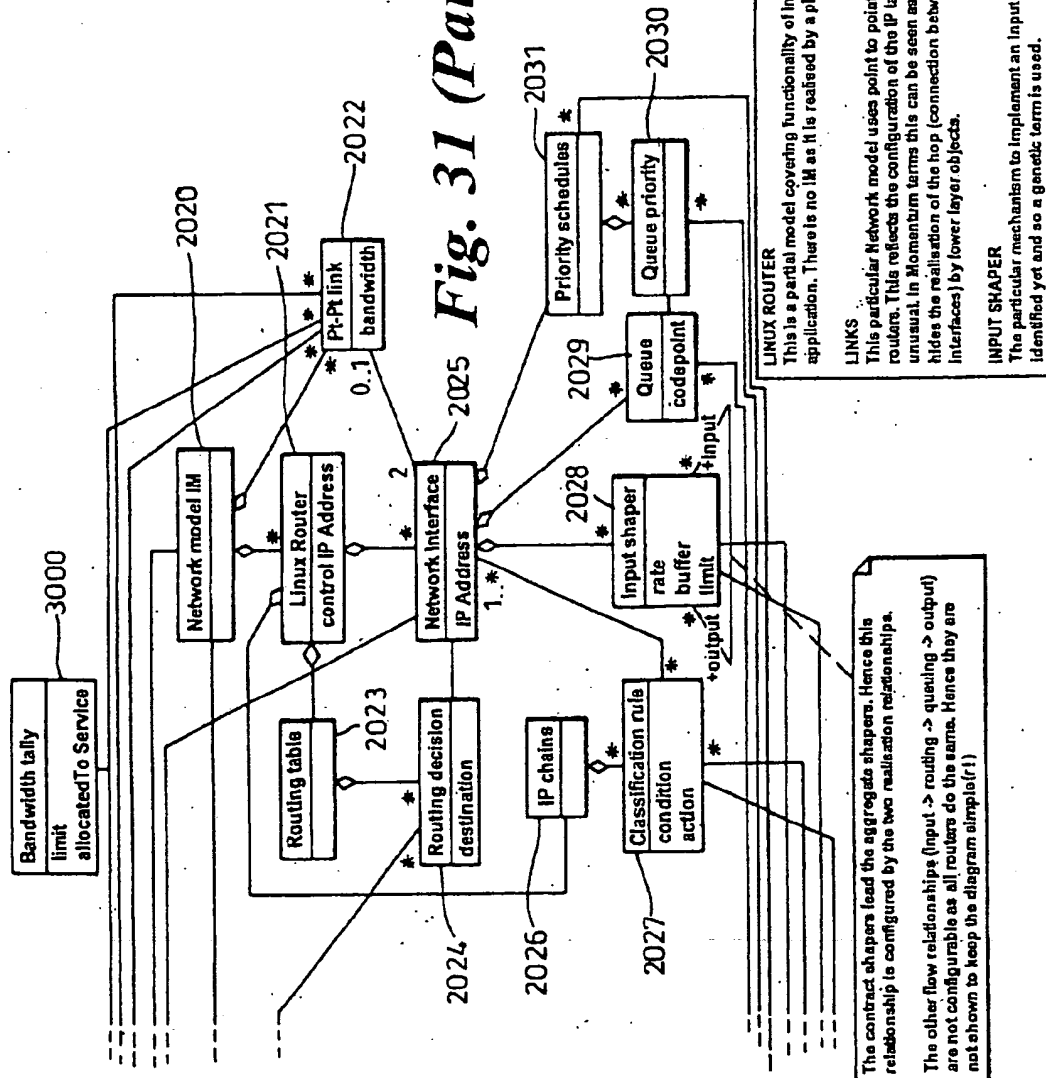 Bandwidth tally
limit
allocatedTo Service
3000
Network model IM
2020
Linux Router
control IP Address
2021
Pt-Pt link
bandwidth
2022
*
*
*
*
0..1
Routing table
2023
*
*
Network Interface
IP Address
2025
2
*
1..*
Routing decision
destination
2024
*
*
Fig. 31 (Pa
Priority schedules
2031
*
*
Queue priority
2030
*
Queue
codepoint
2029
*
*
Input shaper
rate
buffer
limit
2028
*
*
+input
*
+output
IP chains
2026
*
Classification rule
condition
action
2027
*
*
The contract shapers lead the aggregate shapers. Hence this
relationship is configured by the two realisation relationships.
The other flow relationships (Input -> routing -> queuing -> output)
are not configurable as all routers do the same. Hence they are
not shown to keep the diagram simple(r!)
LINUX ROUTER
This is a partial model covering functionality of in
application. There is no IM as it is realised by a pl
LINKS
This particular Network model uses point to point
routers. This reflects the configuration of the IP ta
unusual. In Momentum terms this can be seen as
hides the realisation of the hop (connection betw
Interfaces) by lower layer objects.
INPUT SHAPER
The particular mechanism to implement an Input
identified yet and so a genetic term is used.